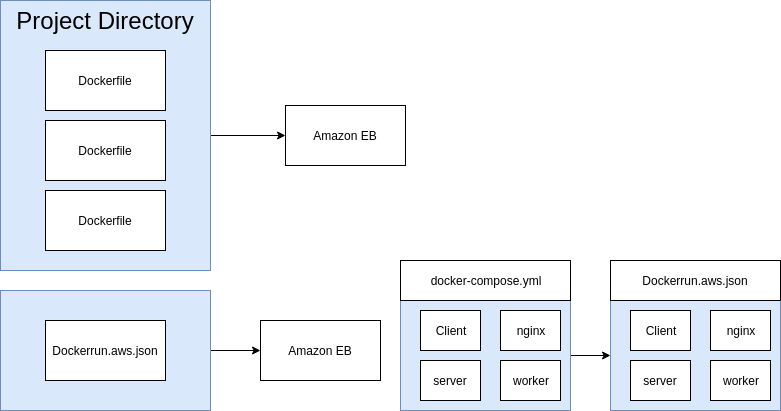 Project Directory
Dockerfile
Dockerfile
Dockerfile
Amazon EB
Dockerrun.aws.json
Amazon EB
docker-compose.yml
Client
nginx
server
worker
Dockerrun.aws.json
Client
nginx
server
worker